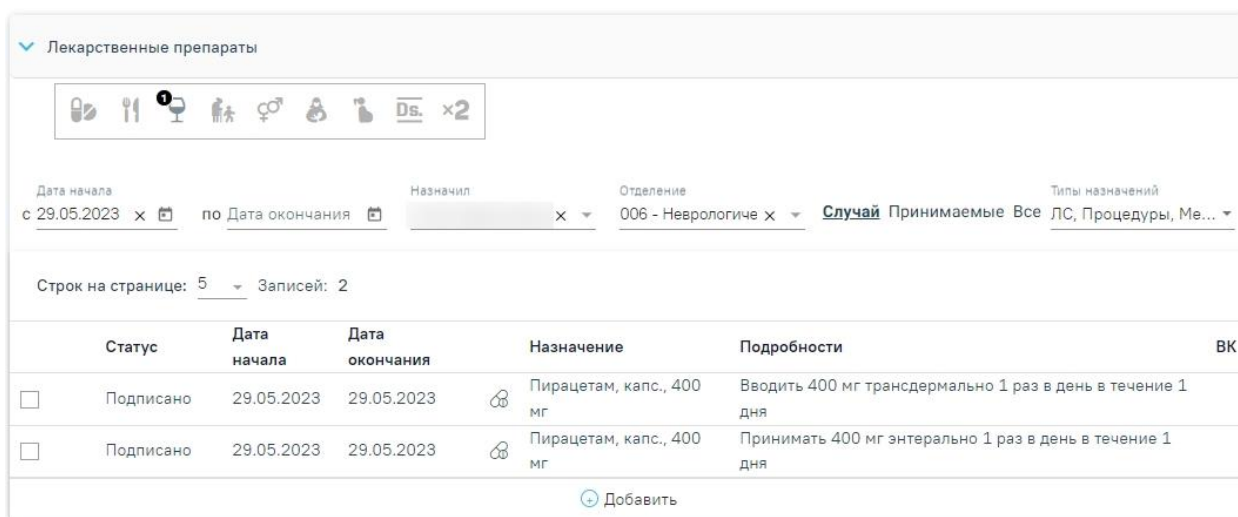 Лекарственные препараты
1
Ds. ×2
Дата начала Назначил Отделение Типы назначений
с 29.05.2023 × по Дата окончания × 006 - Неврологиче × Случай Принимаемые Все ЛС, Процедуры, Ме...
Строк на странице: 5 Записей: 2
Статус Дата начала Дата окончания Назначение Подробности ВК
Подписано 29.05.2023 29.05.2023 Пирацетам, капс., 400 мг Вводить 400 мг трансдермально 1 раз в день в течение 1 дня
Подписано 29.05.2023 29.05.2023 Пирацетам, капс., 400 мг Принимать 400 мг энтерально 1 раз в день в течение 1 дня
Добавить